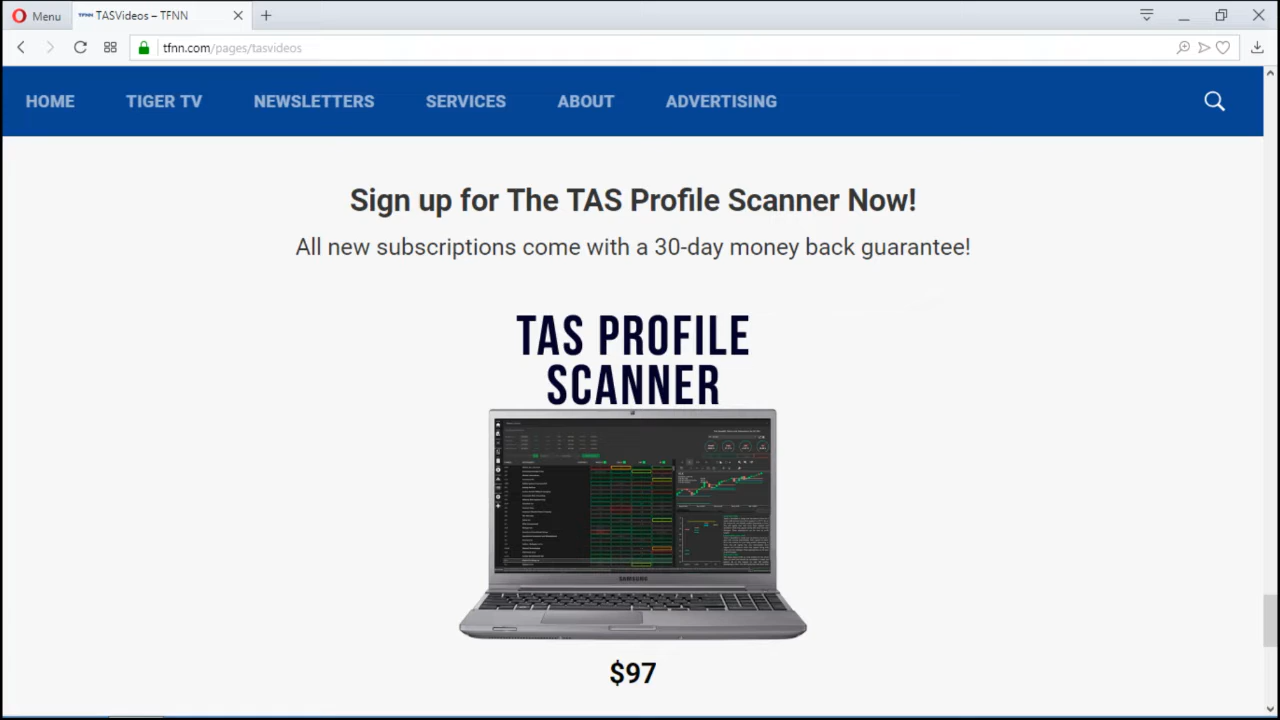 Menu
TFNN
TASVideos – TFNN
tfnn.com/pages/tasvideos
HOME
TIGER TV
NEWSLETTERS
SERVICES
ABOUT
ADVERTISING
Sign up for The TAS Profile Scanner Now!
All new subscriptions come with a 30-day money back guarantee!
TAS PROFILE
SCANNER
SAMSUNG
$97